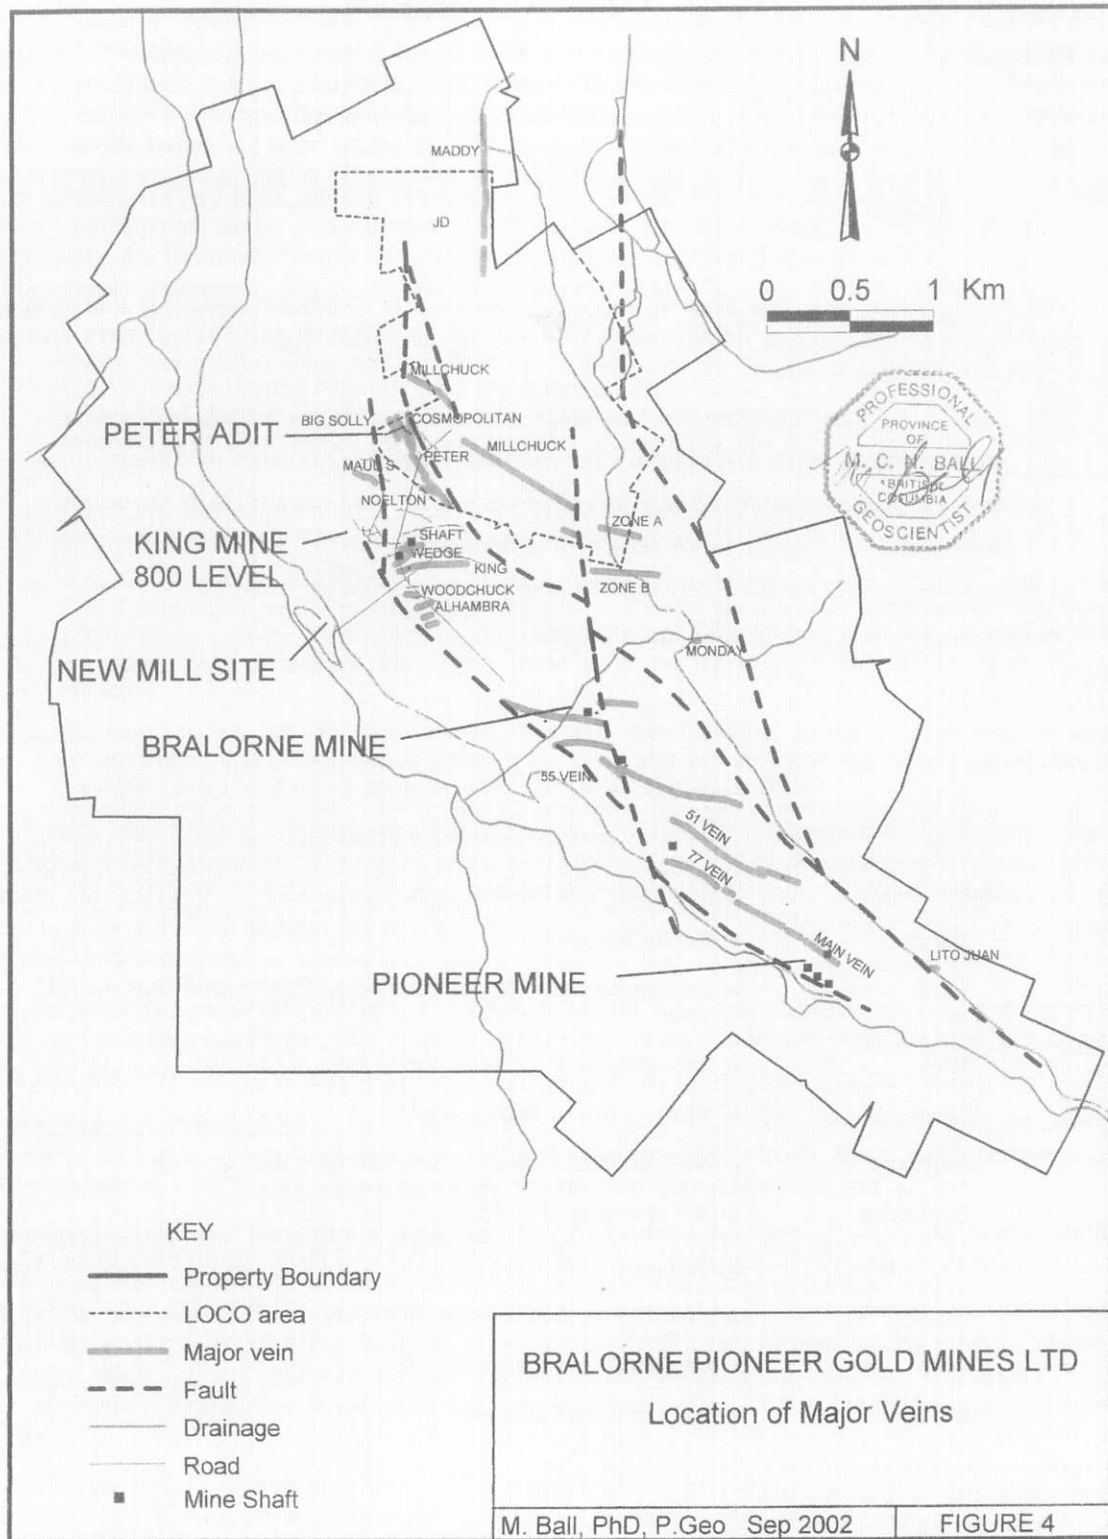 N
MADDY
JD
0 0.5 1 Km
MILLCHUCK
BIG SOLLY
COSMOPOLITAN
PETER ADIT
MILLCHUCK
PETER
MAUD S
NOELTON
PROFESSIONAL
PROVINCE
OF
M. C. N. BALL
BRITISH
COLUMBIA
GEOSCIENTIST
ZONE A
SHAFT
KING MINE
800 LEVEL
WEDGE
KING
ZONE B
WOODCHUCK
ALHAMBRA
MONDAY
NEW MILL SITE
BRALORNE MINE
55 VEIN
51 VEIN
77 VEIN
MAIN VEIN
LITO JUAN
PIONEER MINE
KEY
Property Boundary
LOCO area
Major vein
Fault
Drainage
Road
Mine Shaft
BRALORNE PIONEER GOLD MINES LTD
Location of Major Veins
M. Ball, PhD, P.Geo Sep 2002
FIGURE 4